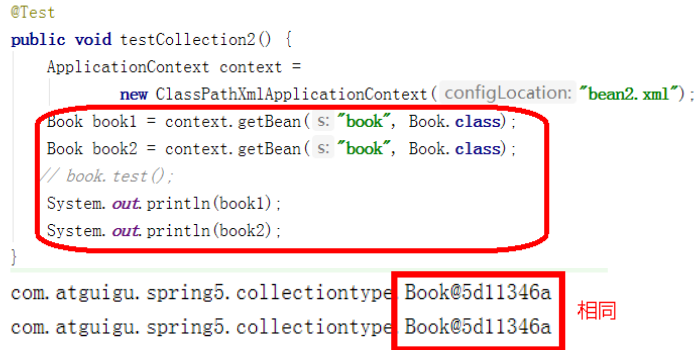 @Test
public void testCollection2() {
ApplicationContext context =
new ClassPathXmlApplicationContext( configLocation: "bean2.xml");
Book book1 = context.getBean( s: "book", Book.class);
Book book2 = context.getBean( s: "book", Book.class);
// book.test();
System.out.println(book1);
System.out.println(book2);
}
com.atguigu.spring5.collectiontype.Book@5d11346a
com.atguigu.spring5.collectiontype.Book@5d11346a
相同